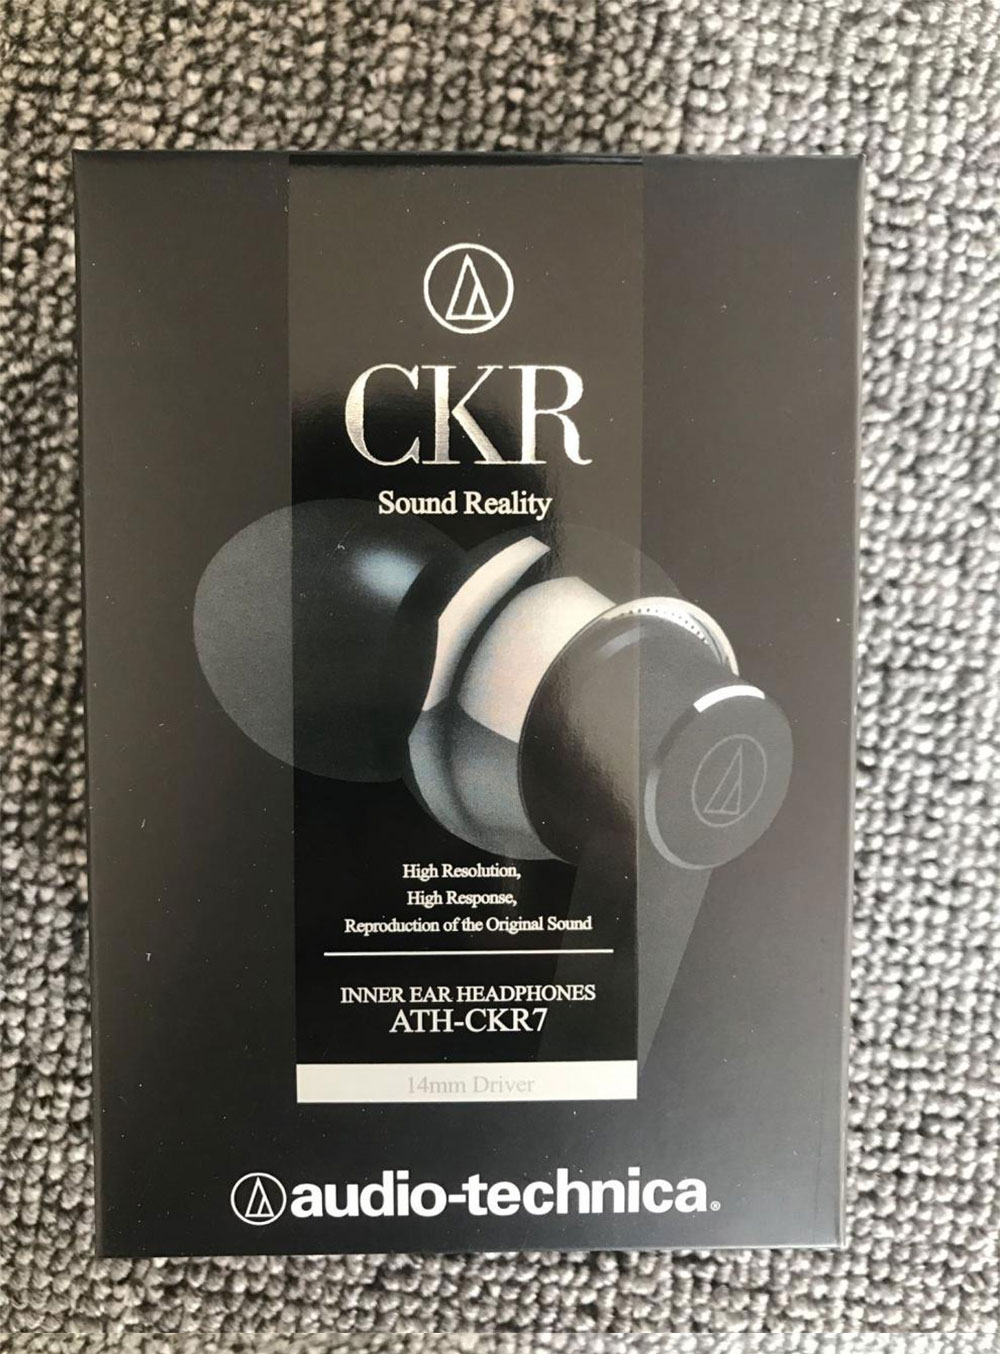 CKR
Sound Reality
High Resolution,
High Response,
Reproduction of the Original Sound
INNER EAR HEADPHONES
ATH-CKR7
14mm Driver
audio-technica®